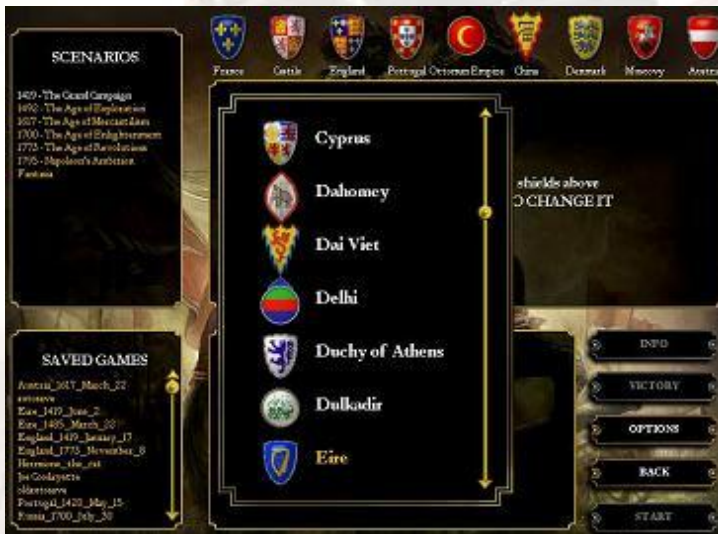 SCENARIOS
1419 - The Grand Campaign
1492 - The Age of Exploration
1617 - The Age of Mercantilism
1700 - The Age of Enlightenment
1773 - The Age of Revolutions
1795 - Napoleon's Ambition
Fantasia
France
Castile
England
Portugal
Ottoman Empire
China
Denmark
Muscovy
Austria
Cyprus
Dahomey
Dai Viet
Delhi
Duchy of Athens
Dulkadir
Eire
shields above
O CHANGE IT
SAVED GAMES
Austria_1617_March_22
autosave
Eire_1419_June_2
England_1419_January_17
England_1773_November_8
Hermione_the_cat
oldautosave
Portugal_1420_May_15
Russia_1700_July_30
INFO
VICTORY
OPTIONS
BACK
START